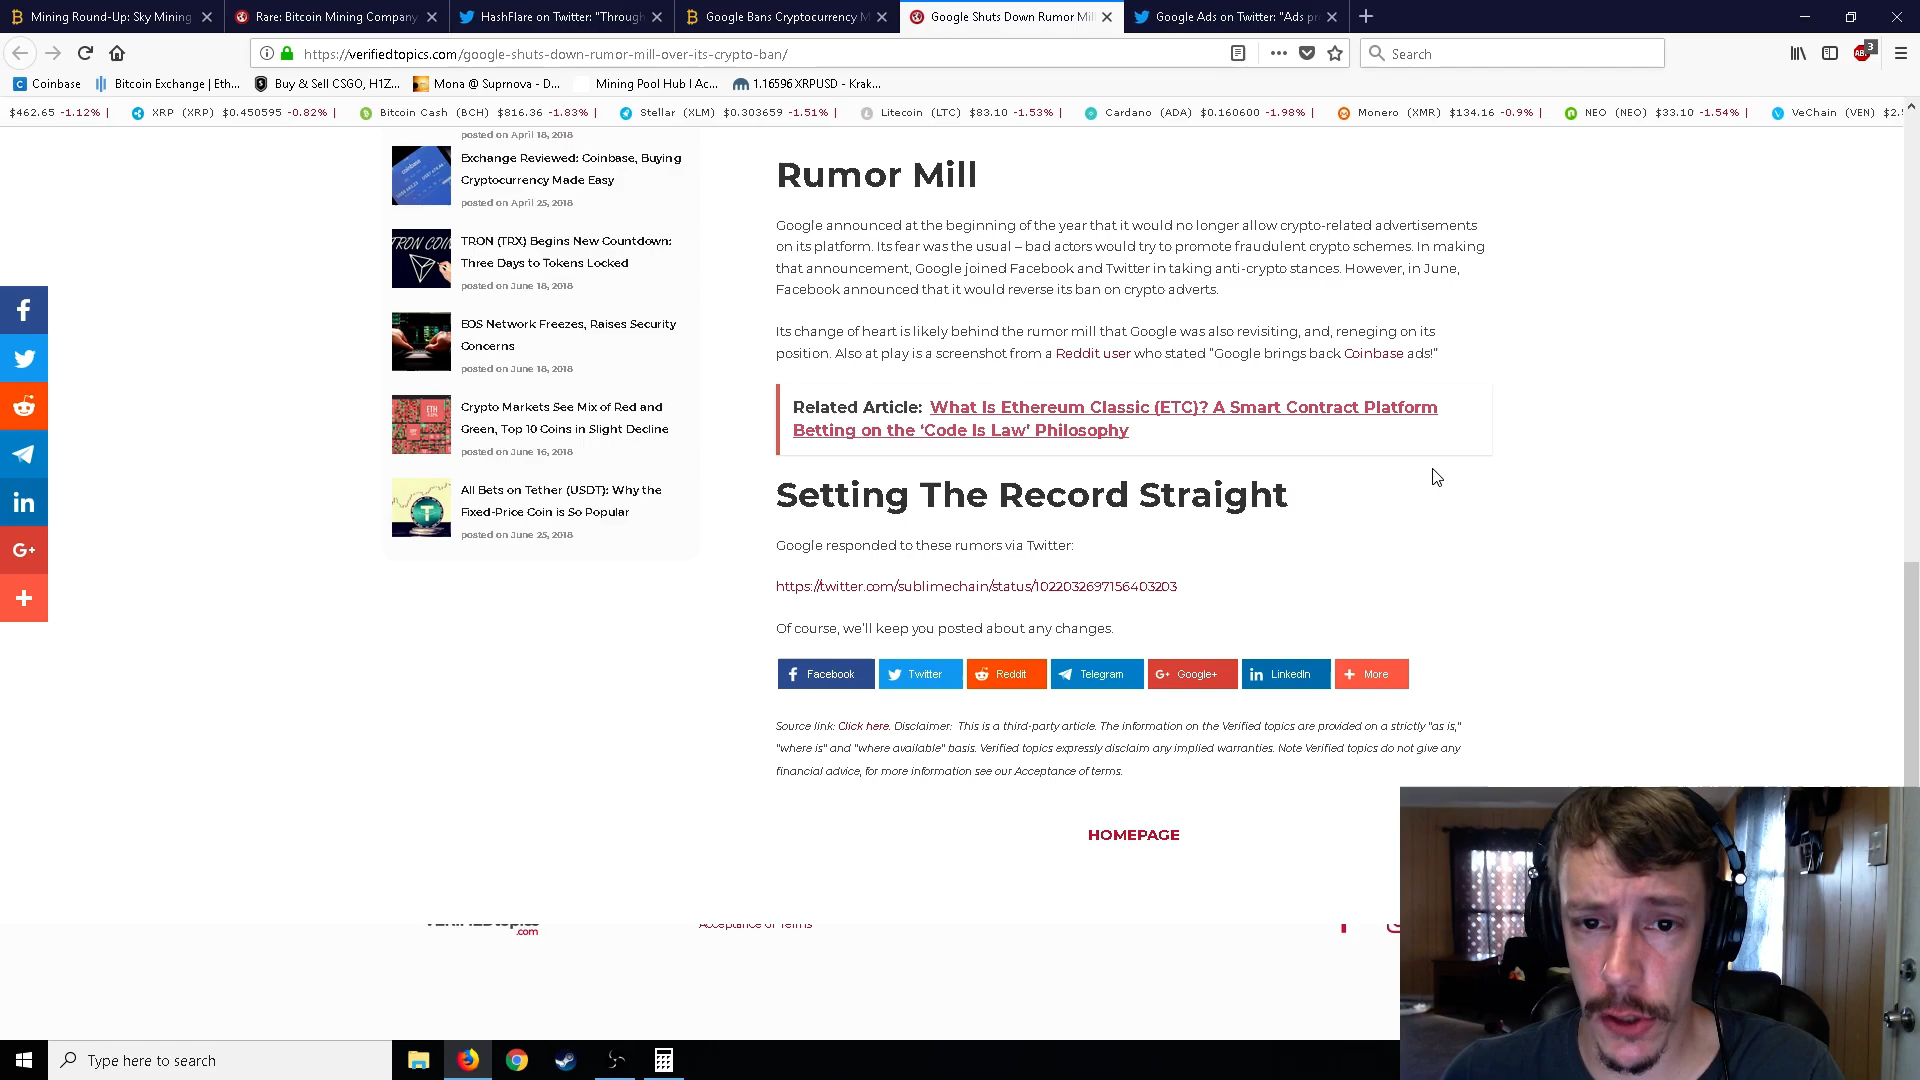 Mining Round-Up: Sky Mining
Rare: Bitcoin Mining Company
HashFlare on Twitter: "Through
Google Bans Cryptocurrency M
Google Shuts Down Rumor Mil
Google Ads on Twitter: "Ads pr
https://verifiedtopics.com/google-shuts-down-rumor-mill-over-its-crypto-ban/
Search
3
Coinbase
Bitcoin Exchange | Eth...
Buy & Sell CSGO, H1Z...
Mona @ Suprnova - D...
Mining Pool Hub | Ac...
1.16596 XRPUSD - Krak...
$462.65 -1.12% |
XRP (XRP) $0.450595 -0.82% |
Bitcoin Cash (BCH) $816.36 -1.83% |
Stellar (XLM) $0.303659 -1.51% |
Litecoin (LTC) $83.10 -1.53% |
Cardano (ADA) $0.160600 -1.98% |
Monero (XMR) $134.16 -0.9% |
NEO (NEO) $33.10 -1.54% |
VeChain (VEN) $2.
posted on April 18, 2018
Exchange Reviewed: Coinbase, Buying
Cryptocurrency Made Easy
posted on April 25, 2018
TRON (TRX) Begins New Countdown:
Three Days to Tokens Locked
posted on June 18, 2018
EOS Network Freezes, Raises Security
Concerns
posted on June 18, 2018
Crypto Markets See Mix of Red and
Green, Top 10 Coins in Slight Decline
posted on June 16, 2018
All Bets on Tether (USDT): Why the
Fixed-Price Coin is So Popular
posted on June 25, 2018
Rumor Mill
Google announced at the beginning of the year that it would no longer allow crypto-related advertisements
on its platform. Its fear was the usual – bad actors would try to promote fraudulent crypto schemes. In making
that announcement, Google joined Facebook and Twitter in taking anti-crypto stances. However, in June,
Facebook announced that it would reverse its ban on crypto adverts.
Its change of heart is likely behind the rumor mill that Google was also revisiting, and, reneging on its
position. Also at play is a screenshot from a Reddit user who stated “Google brings back Coinbase ads!”
Related Article: What Is Ethereum Classic (ETC)? A Smart Contract Platform
Betting on the ‘Code Is Law’ Philosophy
Setting The Record Straight
Google responded to these rumors via Twitter:
https://twitter.com/sublimechain/status/1022032697156403203
Of course, we’ll keep you posted about any changes.
Facebook
Twitter
Reddit
Telegram
Google+
LinkedIn
More
Source link: Click here. Disclaimer: This is a third-party article. The information on the Verified topics are provided on a strictly "as is,"
"where is" and "where available" basis. Verified topics expressly disclaim any implied warranties. Note Verified topics do not give any
financial advice, for more information see our Acceptance of terms.
HOMEPAGE
VERIFIEDtopics
.com
Acceptance of Terms
Type here to search